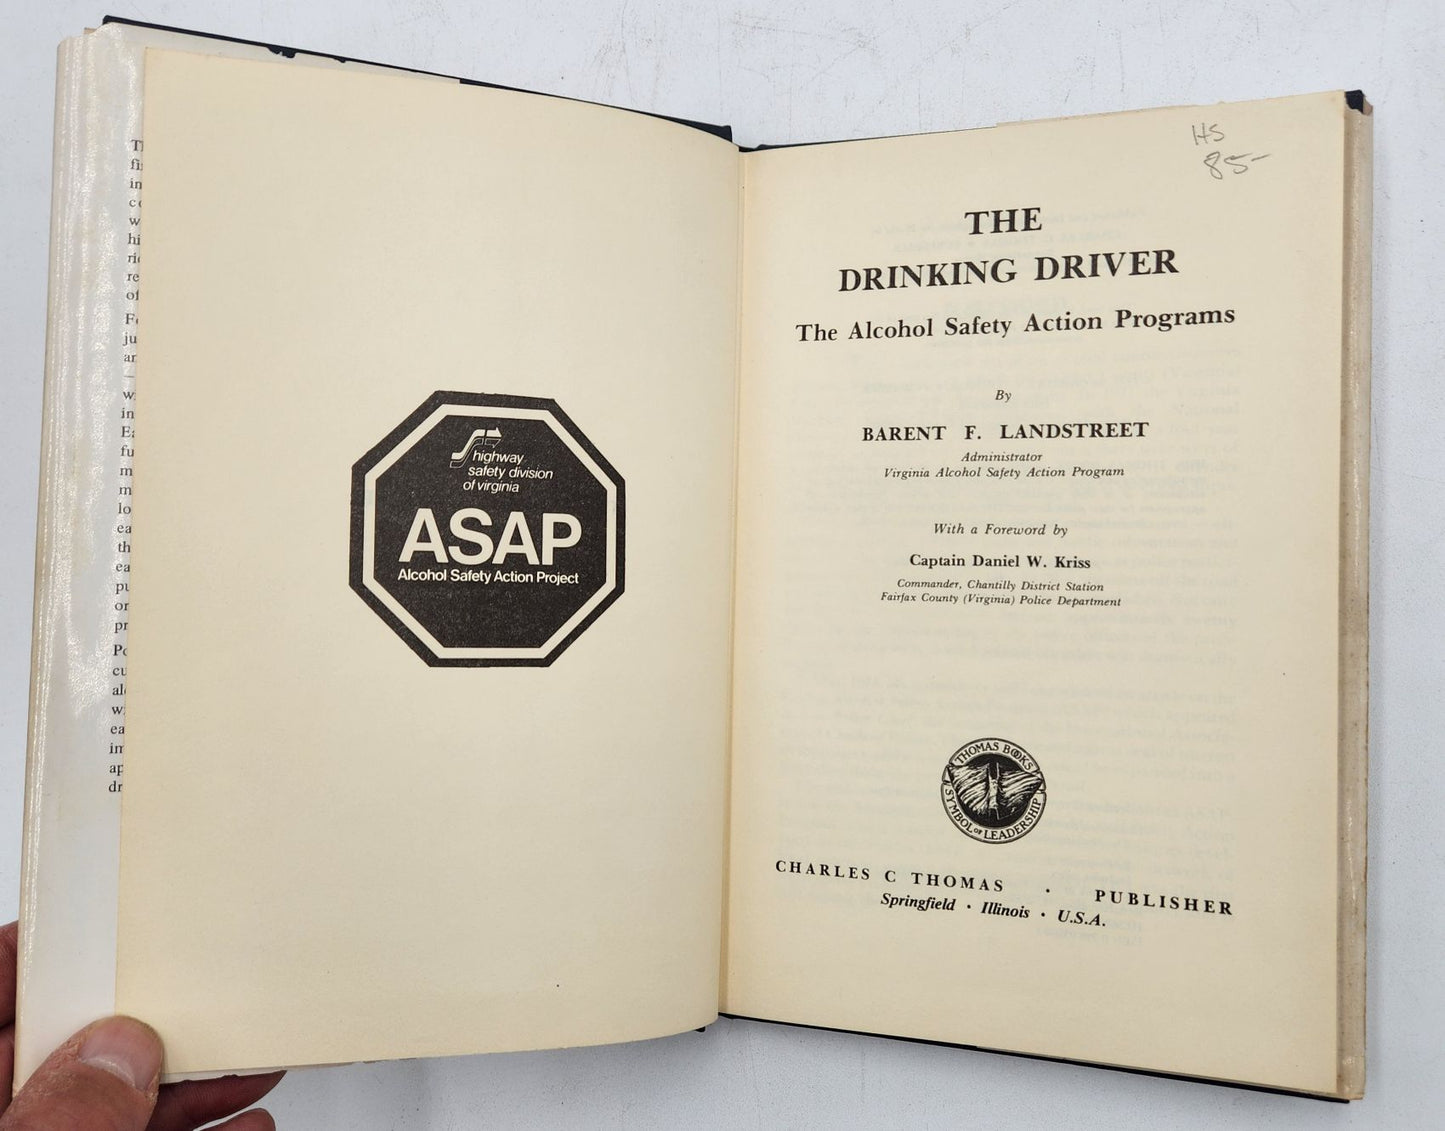 highway
safety division
of virginia
ASAP
Alcohol Safety Action Project
HS
85-
THE
DRINKING DRIVER
The Alcohol Safety Action Programs
By
BARENT F. LANDSTREET
Administrator
Virginia Alcohol Safety Action Program
With a Foreword by
Captain Daniel W. Kriss
Commander, Chantilly District Station
Fairfax County (Virginia) Police Department
THOMAS BOOKS
SYMBOL OF LEADERSHIP
CHARLES C THOMAS · PUBLISHER
Springfield · Illinois · U.S.A.